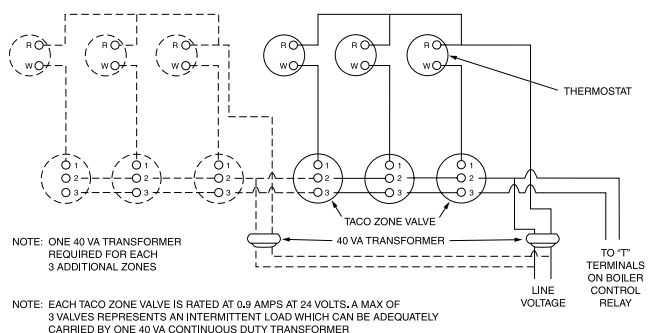 R R R R R R
W W W W W W
THERMOSTAT
1 1 1 1 1 1
2 2 2 2 2 2
3 3 3 3 3 3
TACO ZONE VALVE
NOTE: ONE 40 VA TRANSFORMER
REQUIRED FOR EACH
3 ADDITIONAL ZONES
40 VA TRANSFORMER
TO “T”
TERMINALS
ON BOILER
CONTROL
RELAY
LINE
VOLTAGE
NOTE: EACH TACO ZONE VALVE IS RATED AT 0.9 AMPS AT 24 VOLTS. A MAX OF
3 VALVES REPRESENTS AN INTERMITTENT LOAD WHICH CAN BE ADEQUATELY
CARRIED BY ONE 40 VA CONTINUOUS DUTY TRANSFORMER